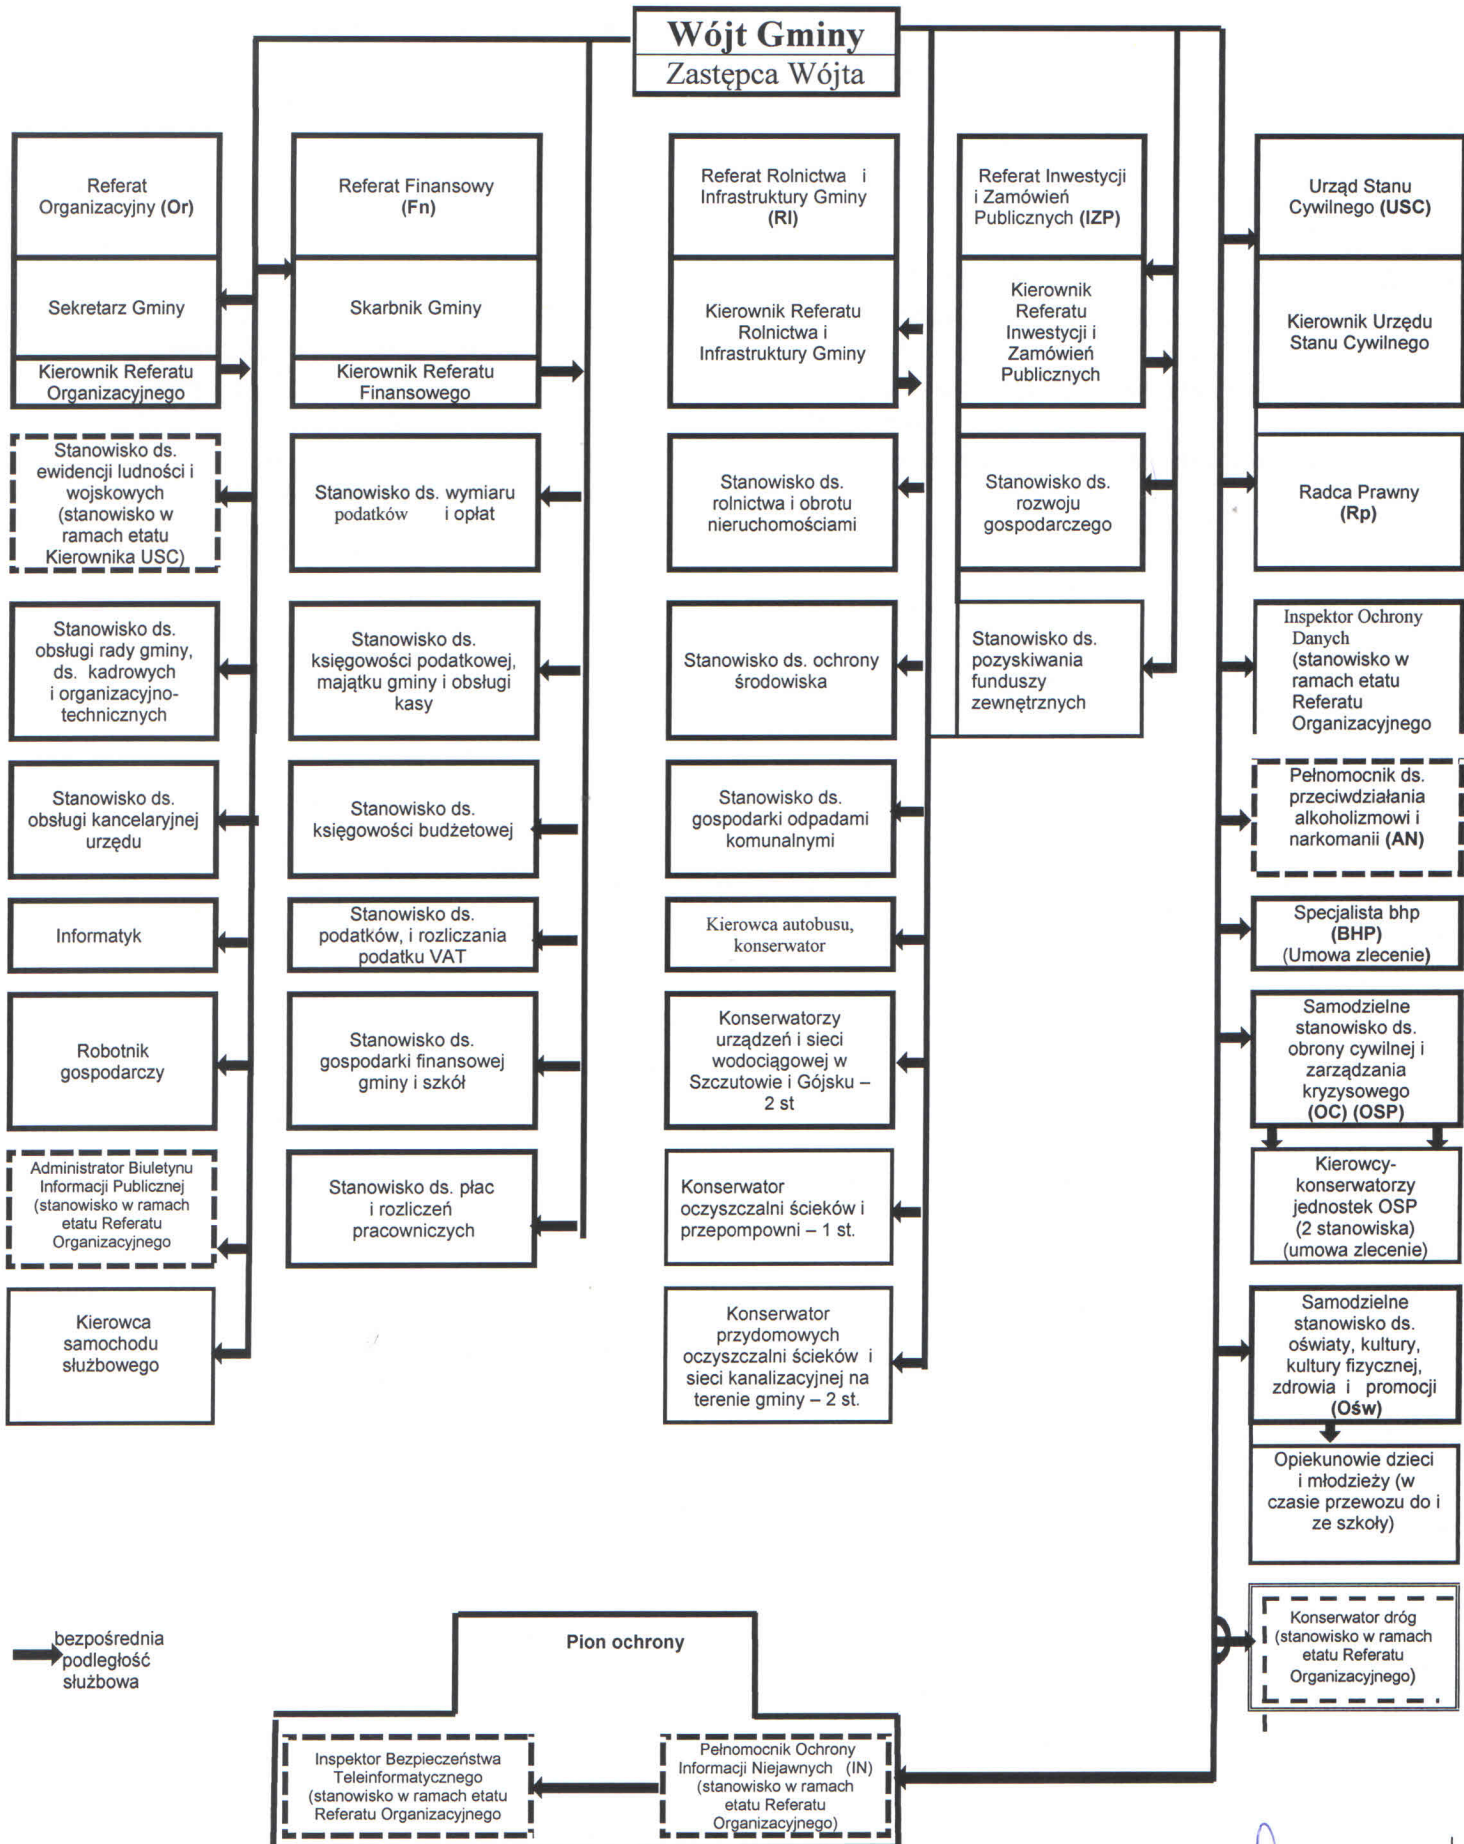 Wójt Gminy
Zastępca Wójta
Referat
Organizacyjny (Or)
Sekretarz Gminy
Kierownik Referatu
Organizacyjnego
Stanowisko ds.
ewidencji ludności i
wojskowych
(stanowisko w
ramach etatu
Kierownika USC)
Stanowisko ds.
obsługi rady gminy,
ds. kadrowych
i organizacyjno-
technicznych
Stanowisko ds.
obsługi kancelaryjnej
urzędu
Informatyk
Robotnik
gospodarczy
Administrator Biuletynu
Informacji Publicznej
(stanowisko w ramach
etatu Referatu
Organizacyjnego
Kierowca
samochodu
służbowego
Referat Finansowy
(Fn)
Skarbnik Gminy
Kierownik Referatu
Finansowego
Stanowisko ds. wymiaru
podatków i opłat
Stanowisko ds.
księgowości podatkowej,
majątku gminy i obsługi
kasy
Stanowisko ds.
księgowości budżetowej
Stanowisko ds.
podatków, i rozliczania
podatku VAT
Stanowisko ds.
gospodarki finansowej
gminy i szkół
Stanowisko ds. płac
i rozliczeń
pracowniczych
Referat Rolnictwa i
Infrastruktury Gminy
(RI)
Kierownik Referatu
Rolnictwa i
Infrastruktury Gminy
Stanowisko ds.
rolnictwa i obrotu
nieruchomościami
Stanowisko ds. ochrony
środowiska
Stanowisko ds.
gospodarki odpadami
komunalnymi
Kierowca autobusu,
konserwator
Konserwatorzy
urządzeń i sieci
wodociągowej w
Szczutowie i Gójsku –
2 st
Konserwator
oczyszczalni ścieków i
przepompowni – 1 st.
Konserwator
przydomowych
oczyszczalni ścieków i
sieci kanalizacyjnej na
terenie gminy – 2 st.
Referat Inwestycji
i Zamówień
Publicznych (IZP)
Kierownik
Referatu
Inwestycji i
Zamówień
Publicznych
Stanowisko ds.
rozwoju
gospodarczego
Stanowisko ds.
pozyskiwania
funduszy
zewnętrznych
Urząd Stanu
Cywilnego (USC)
Kierownik Urzędu
Stanu Cywilnego
Radca Prawny
(Rp)
Inspektor Ochrony
Danych
(stanowisko w
ramach etatu
Referatu
Organizacyjnego
Pełnomocnik ds.
przeciwdziałania
alkoholizmowi i
narkomanii (AN)
Specjalista bhp
(BHP)
(Umowa zlecenie)
Samodzielne
stanowisko ds.
obrony cywilnej i
zarządzania
kryzysowego
(OC) (OSP)
Kierowcy-
konserwatorzy
jednostek OSP
(2 stanowiska)
(umowa zlecenie)
Samodzielne
stanowisko ds.
oświaty, kultury,
kultury fizycznej,
zdrowia i promocji
(Ośw)
Opiekunowie dzieci
i młodzieży (w
czasie przewozu do i
ze szkoły)
Konserwator dróg
(stanowisko w ramach
etatu Referatu
Organizacyjnego)
bezpośrednia
podległość
służbowa
Pion ochrony
Inspektor Bezpieczeństwa
Teleinformatycznego
(stanowisko w ramach etatu
Referatu Organizacyjnego
Pełnomocnik Ochrony
Informacji Niejawnych (IN)
(stanowisko w ramach
etatu Referatu
Organizacyjnego)